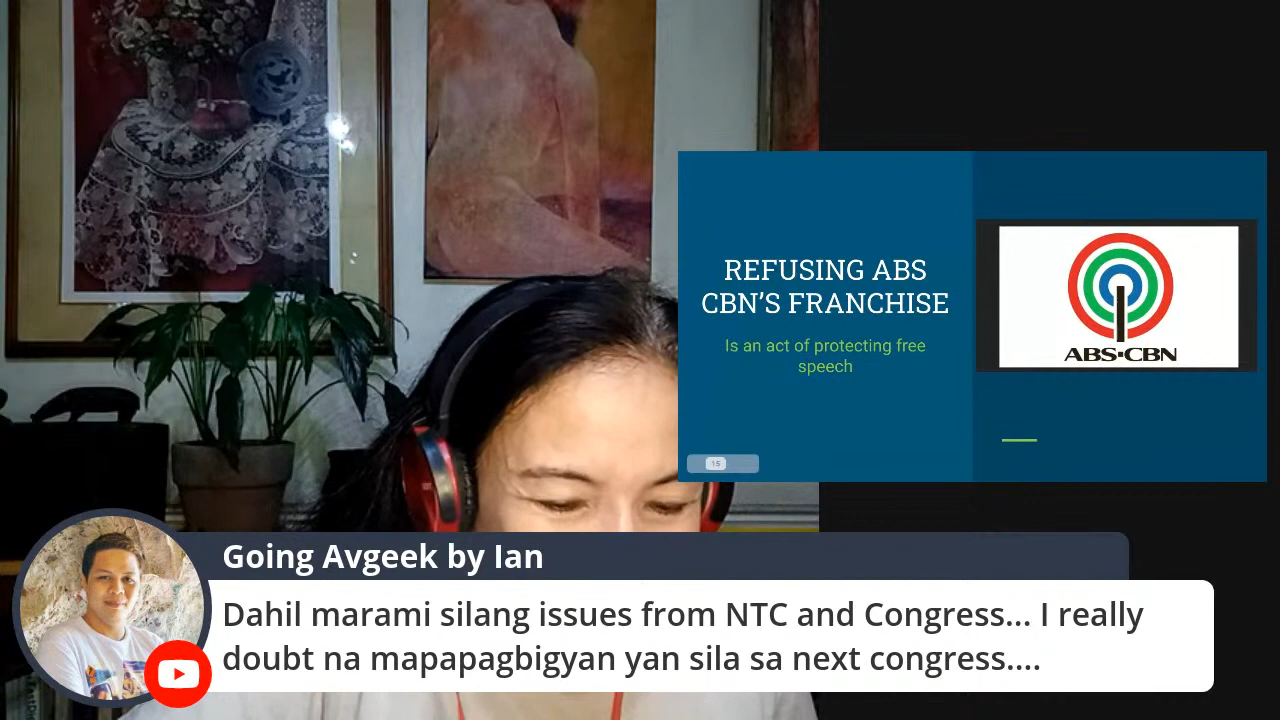 REFUSING ABS
CBN'S FRANCHISE
Is an act of protecting free
speech
ABS-CBN
15
Going Avgeek by Ian
Dahil marami silang issues from NTC and Congress... I really
doubt na mapapagbigyan yan sila sa next congress....